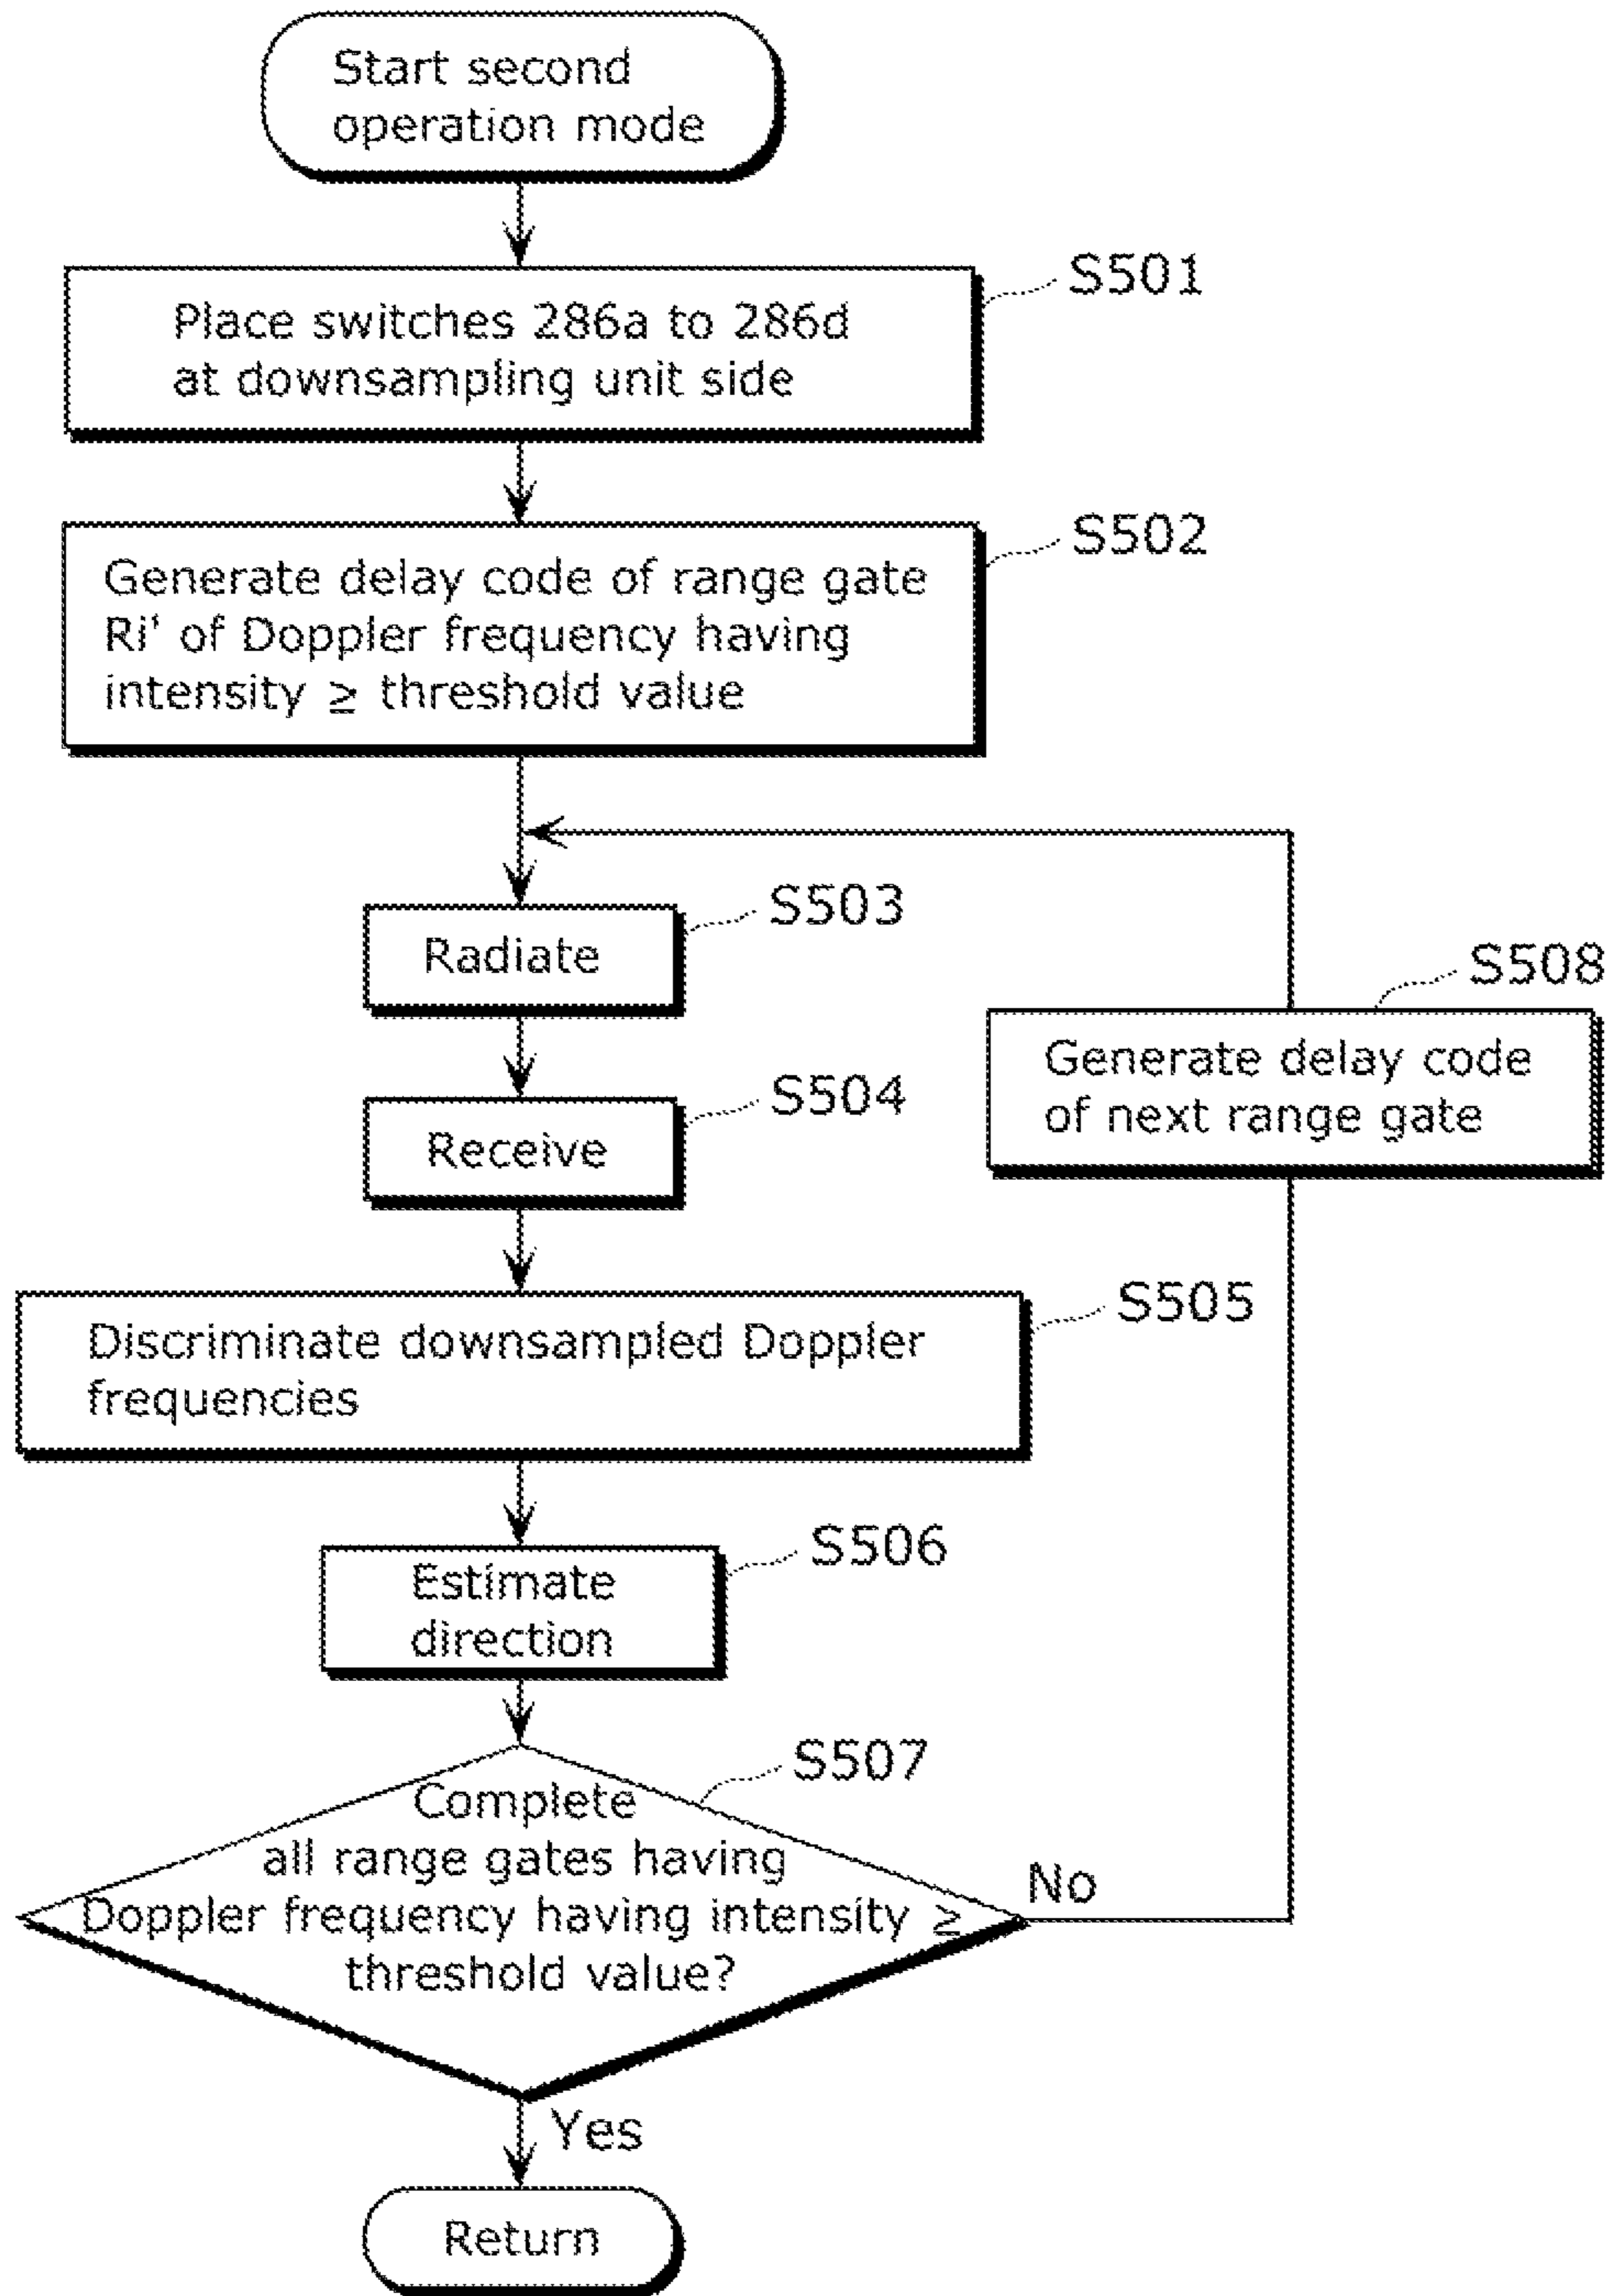 Start second
operation mode
S501
Place switches 286a to 286d
at downsampling unit side
S502
Generate delay code of range gate
Ri' of Doppler frequency having
intensity ≥ threshold value
S503
Radiate
S508
Generate delay code
of next range gate
S504
Receive
S505
Discriminate downsampled Doppler
frequencies
S506
Estimate
direction
S507
Complete
all range gates having
Doppler frequency having intensity ≥
threshold value?
No
Yes
Return